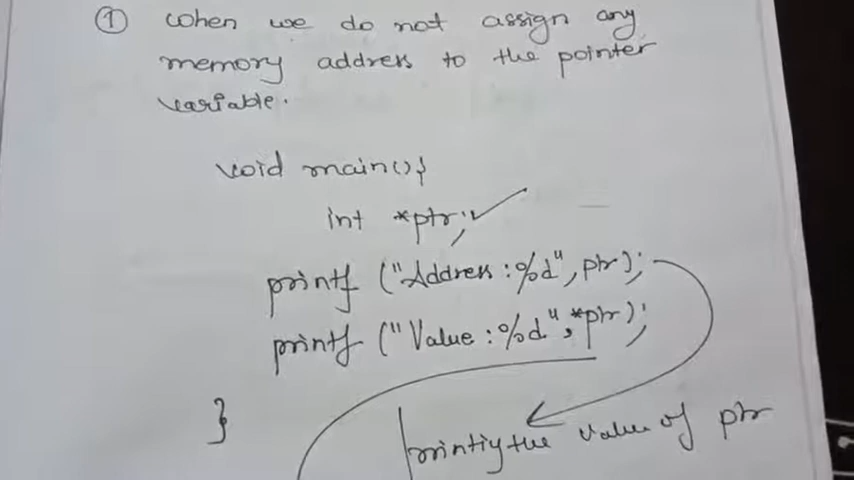 ① When we do not assign any
memory address to the pointer
variable.
void main(){
int *ptr;
printf ("Address :%d", ptr);
printf ("Value :%d", *ptr);
}
printiy the value of ptr